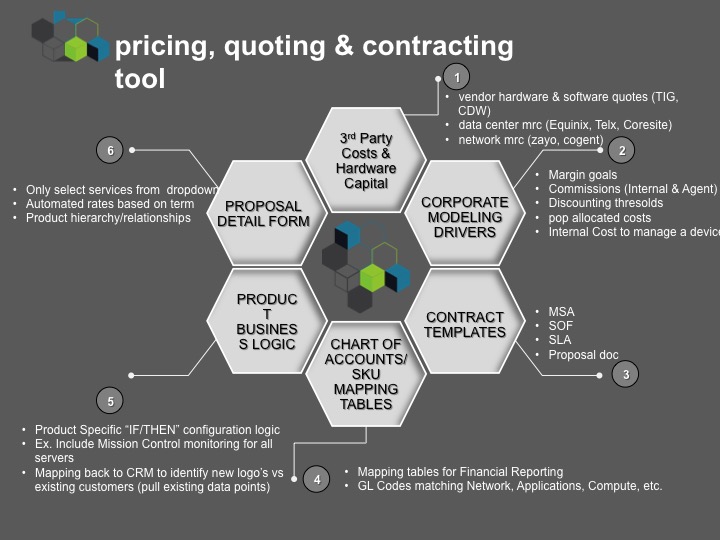 pricing, quoting & contracting
tool
1
• vendor hardware & software quotes (TIG,
CDW)
• data center mrc (Equinix, Telx, Coresite)
• network mrc (zayo, cogent)
3rd Party
Costs &
Hardware
Capital
2
• Margin goals
• Commissions (Internal & Agent)
• Discounting thresolds
• pop allocated costs
• Internal Cost to manage a device
CORPORATE
MODELING
DRIVERS
6
• Only select services from dropdown
• Automated rates based on term
• Product hierarchy/relationships
PROPOSAL
DETAIL FORM
PRODUC
T
BUSINES
S LOGIC
CONTRACT
TEMPLATES
• MSA
• SOF
• SLA
• Proposal doc
3
CHART OF
ACCOUNTS/
SKU
MAPPING
TABLES
5
• Product Specific “IF/THEN” configuration logic
• Ex. Include Mission Control monitoring for all
servers
• Mapping back to CRM to identify new logo’s vs
existing customers (pull existing data points)
4
• Mapping tables for Financial Reporting
• GL Codes matching Network, Applications, Compute, etc.